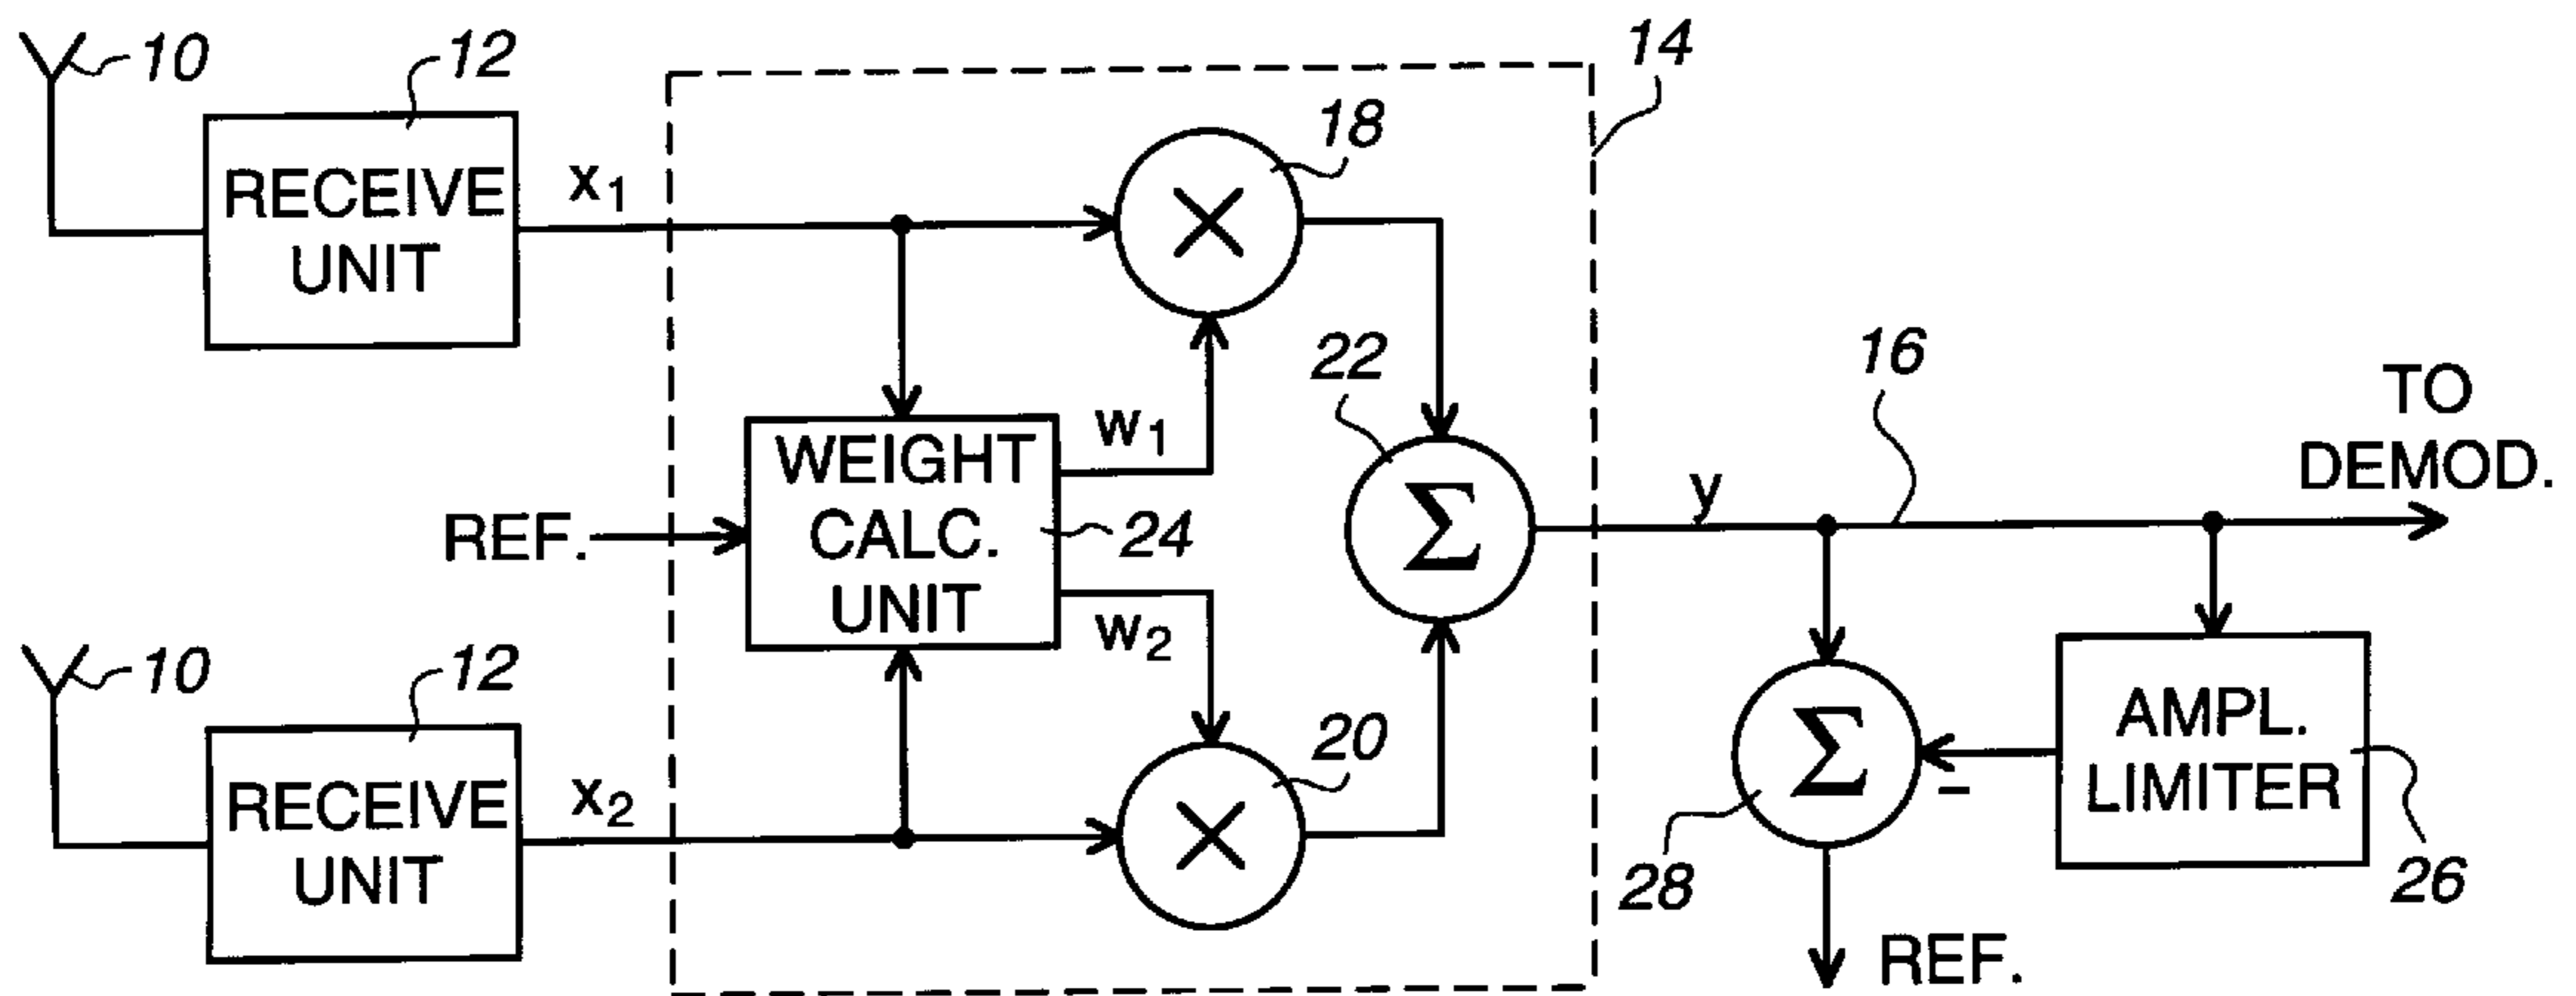 10
12
RECEIVE
UNIT
x1
14
18
×
22
Σ
WEIGHT
CALC.
UNIT
REF.
24
w1
w2
y
16
TO
DEMOD.
10
12
RECEIVE
UNIT
x2
20
×
Σ
28
–
AMPL.
LIMITER
26
REF.